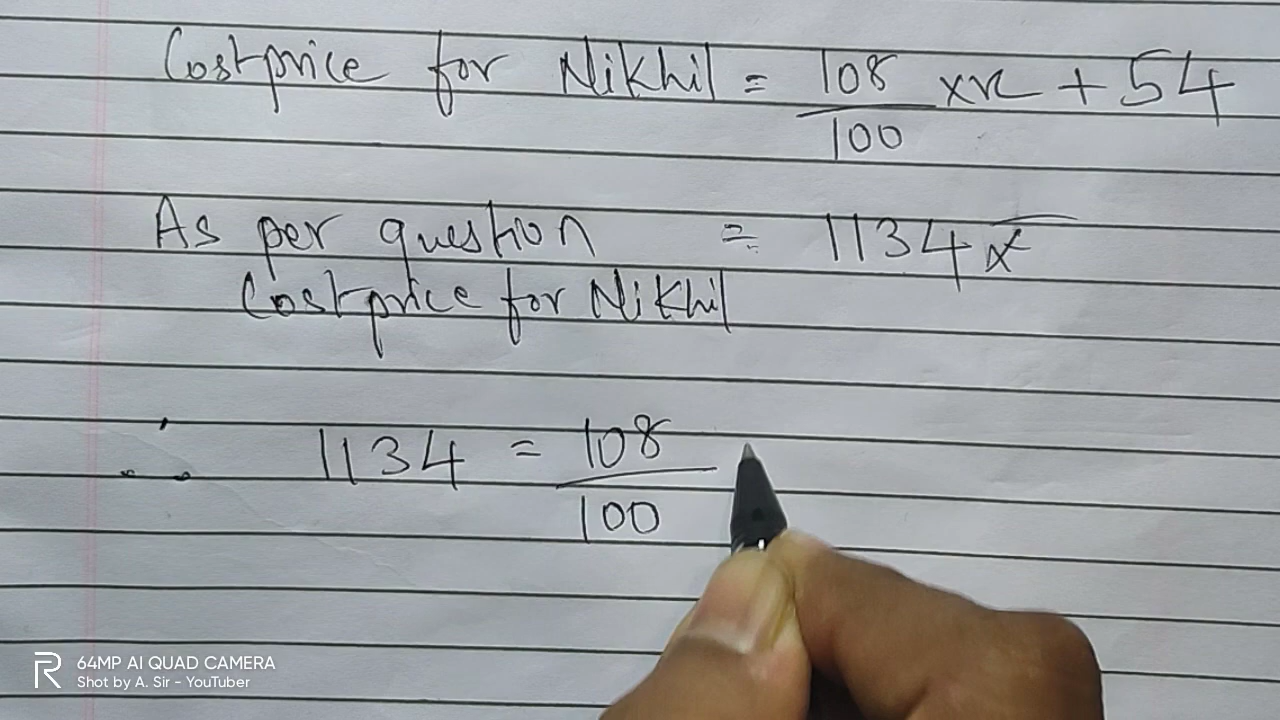 Cost price for Nikhil = 108/100 × x + 54
As per question = 1134 ₹
Cost price for Nikhil
∴ 1134 = 108/100
64MP AI QUAD CAMERA
Shot by A. Sir - YouTuber